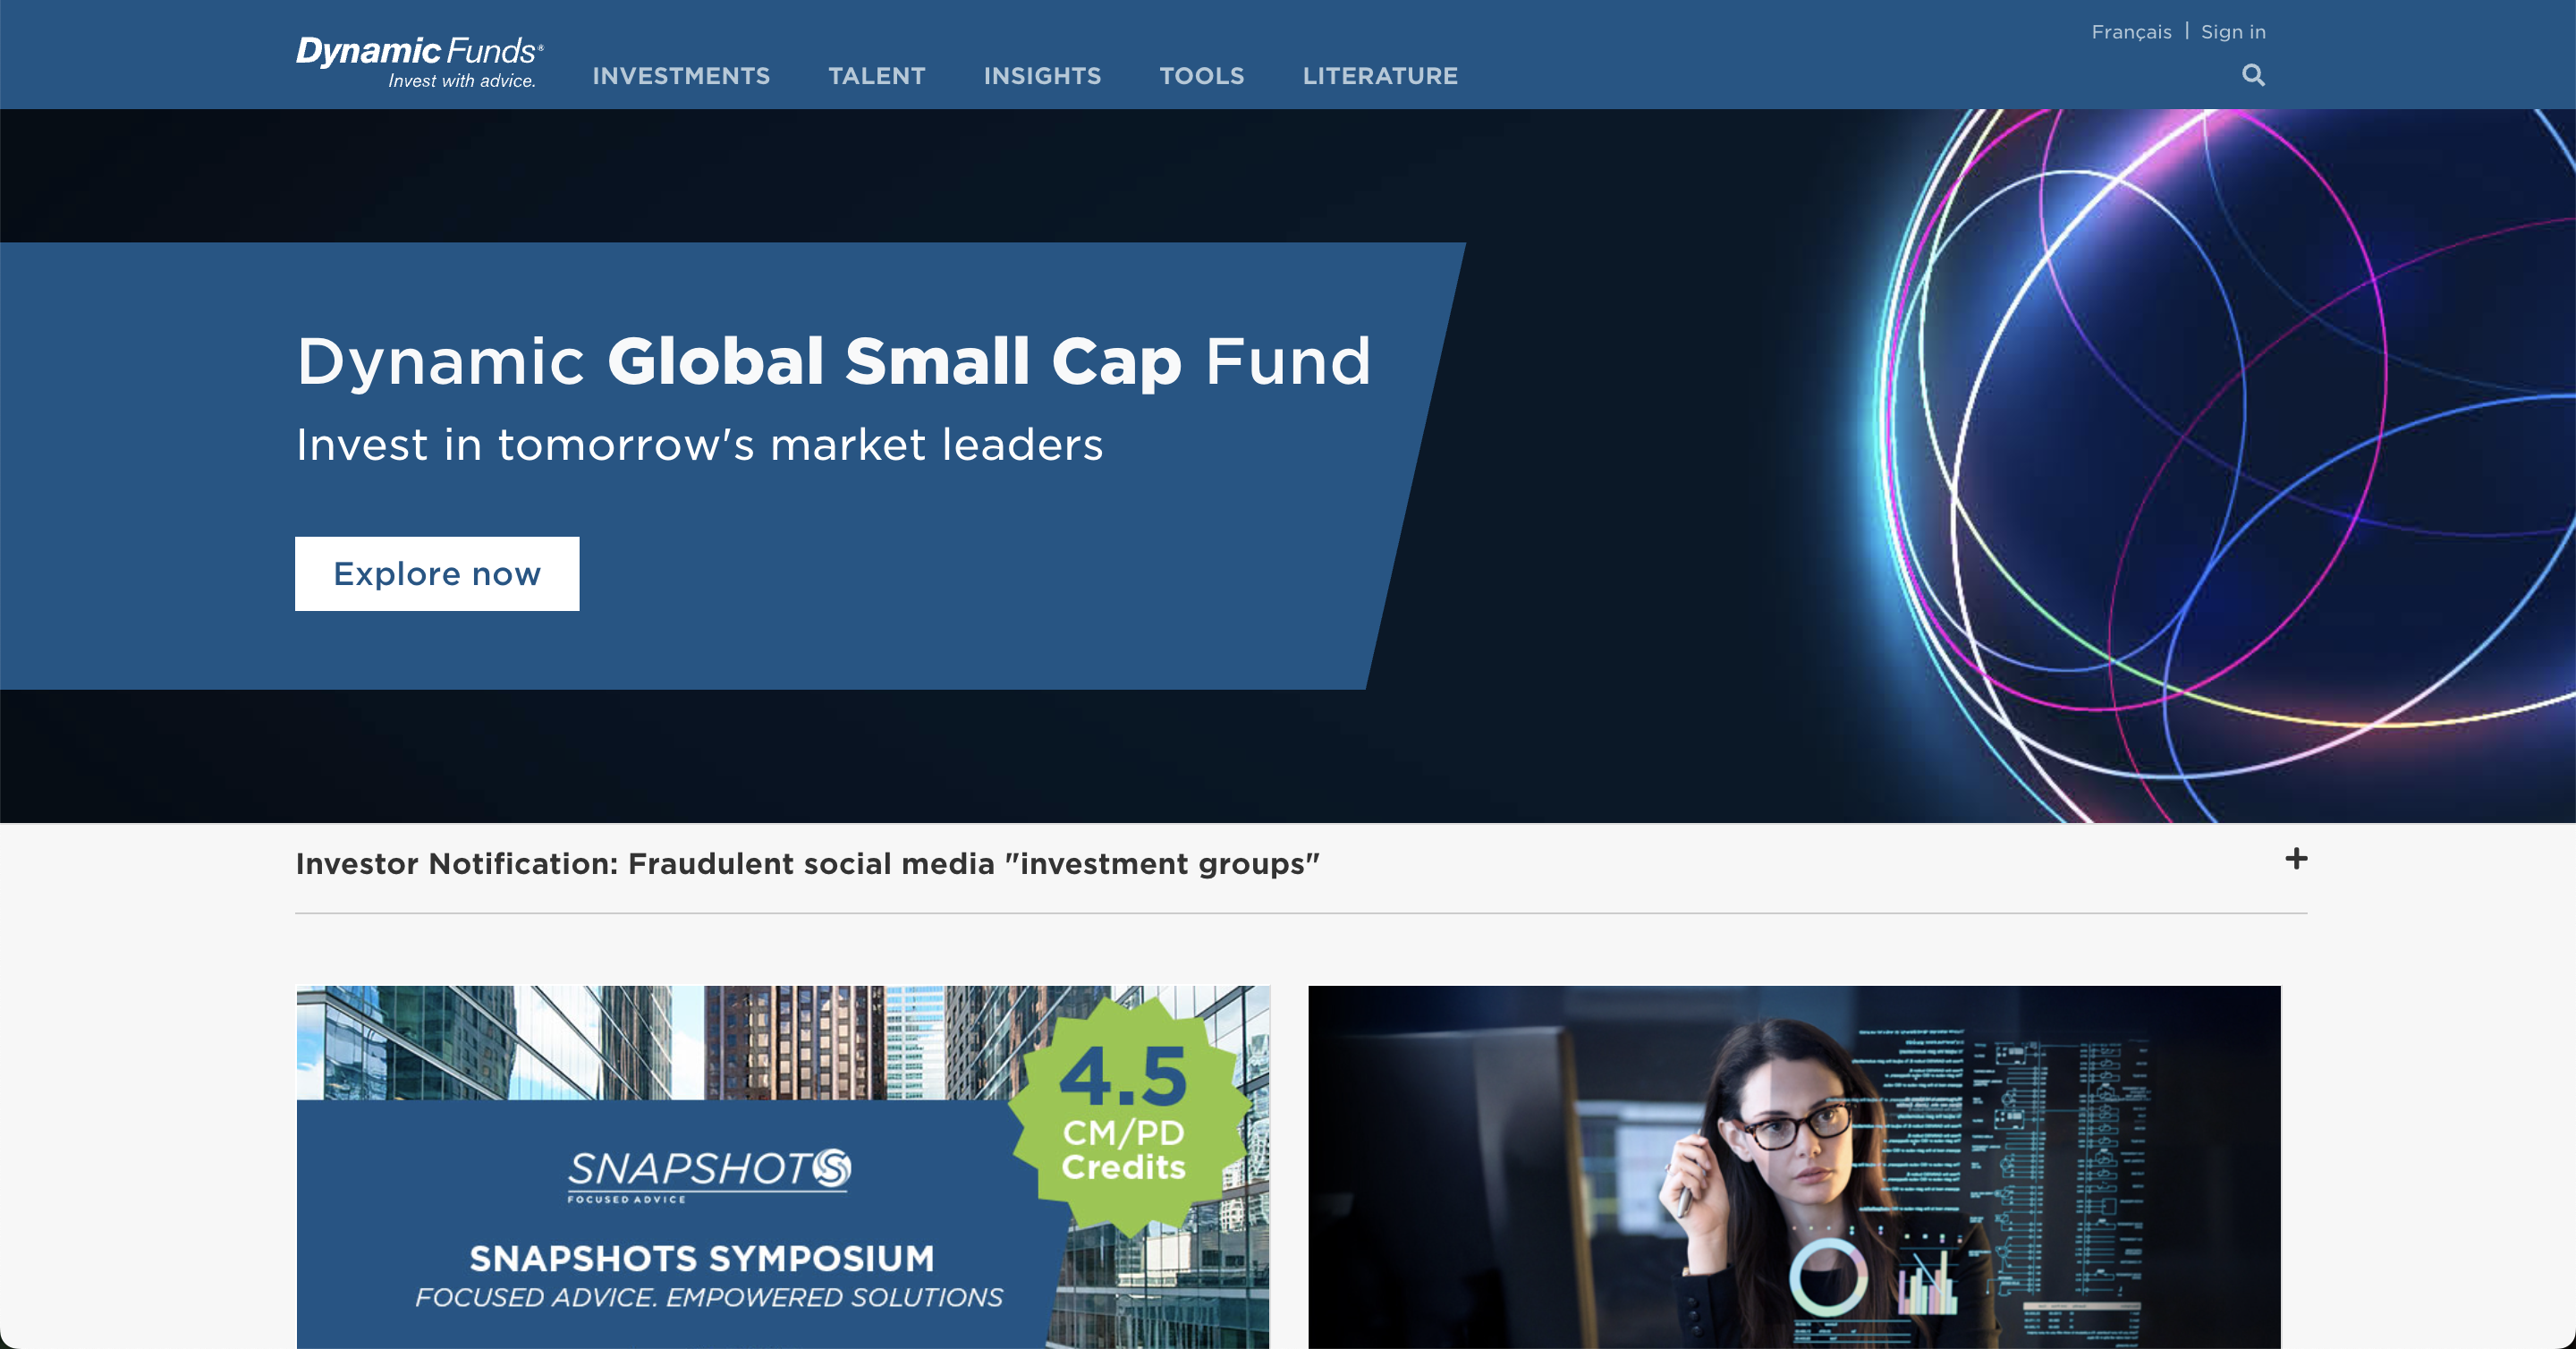 Dynamic Funds®
Invest with advice.
INVESTMENTS
TALENT
INSIGHTS
TOOLS
LITERATURE
Français | Sign in
Dynamic Global Small Cap Fund
Invest in tomorrow's market leaders
Explore now
Investor Notification: Fraudulent social media "investment groups"
+
4.5
CM/PD
Credits
SNAPSHOTS
FOCUSED ADVICE
SNAPSHOTS SYMPOSIUM
FOCUSED ADVICE. EMPOWERED SOLUTIONS